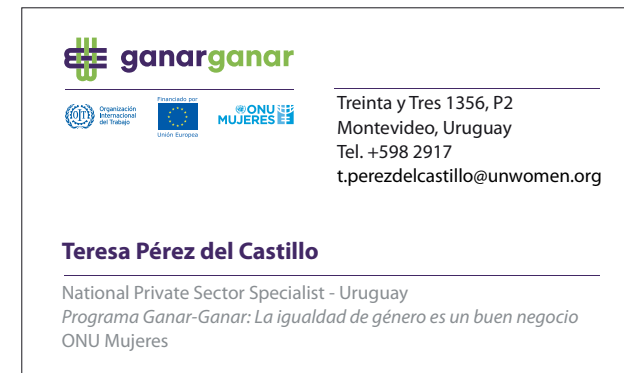 ganarganar
Organización
Internacional
del Trabajo
Financiado por
Unión Europea
ONU
MUJERES
Treinta y Tres 1356, P2
Montevideo, Uruguay
Tel. +598 2917
t.perezdelcastillo@unwomen.org
Teresa Pérez del Castillo
National Private Sector Specialist - Uruguay
Programa Ganar-Ganar: La igualdad de género es un buen negocio
ONU Mujeres